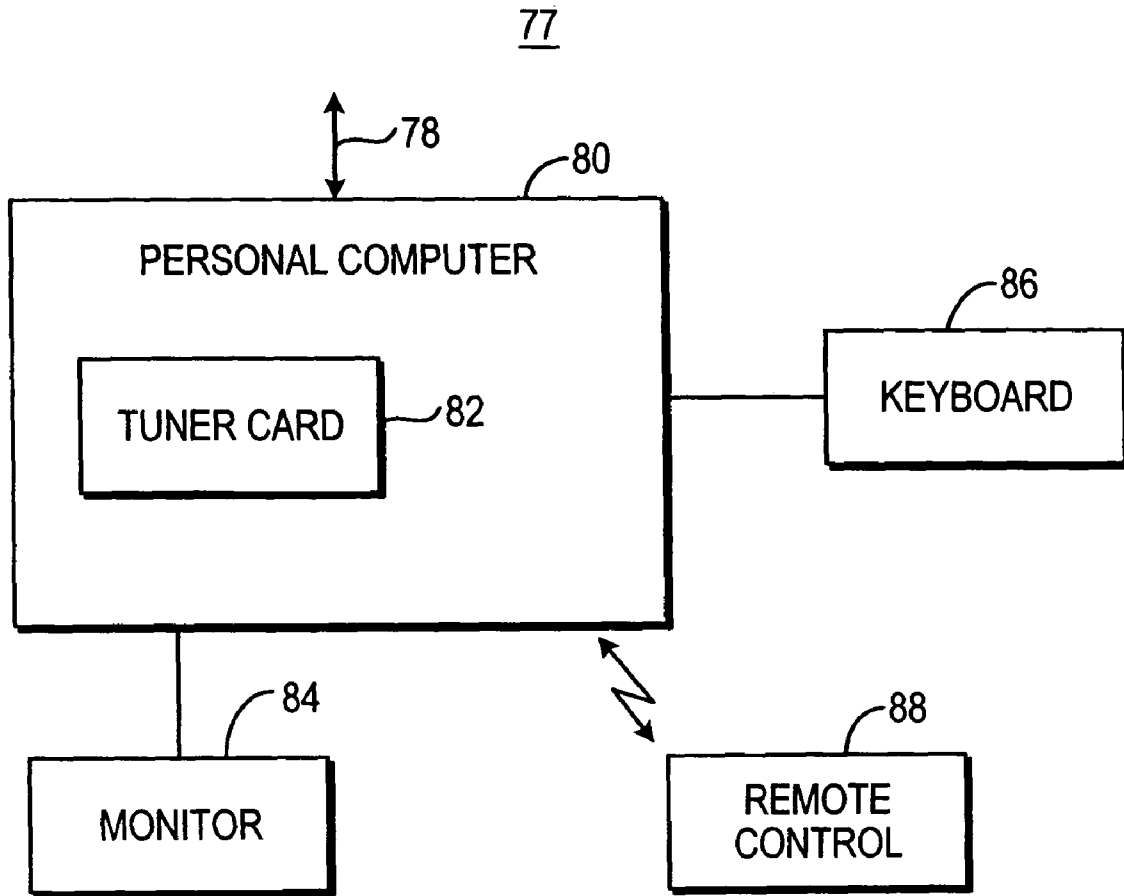 77
78
80
PERSONAL COMPUTER
86
TUNER CARD
82
KEYBOARD
84
88
MONITOR
REMOTE
CONTROL